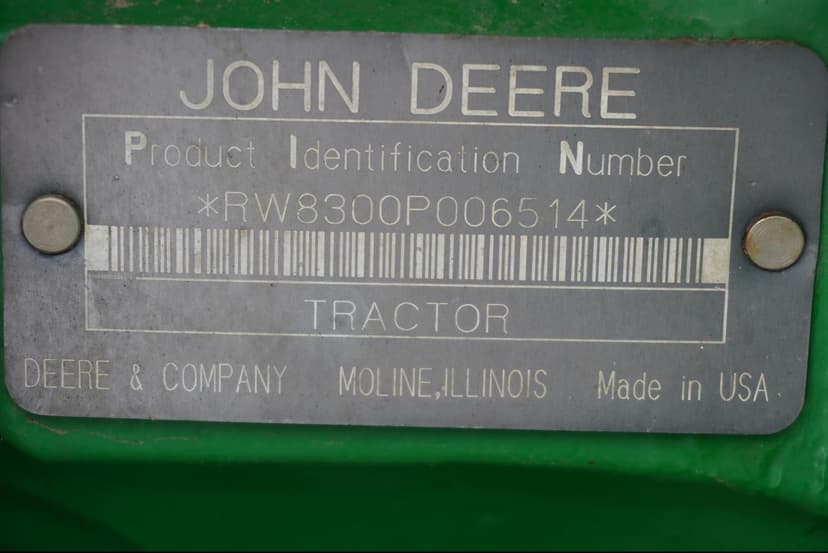 JOHN DEERE
Product Identification Number
*RW8300P006514*
TRACTOR
DEERE & COMPANY MOLINE, ILLINOIS Made in USA